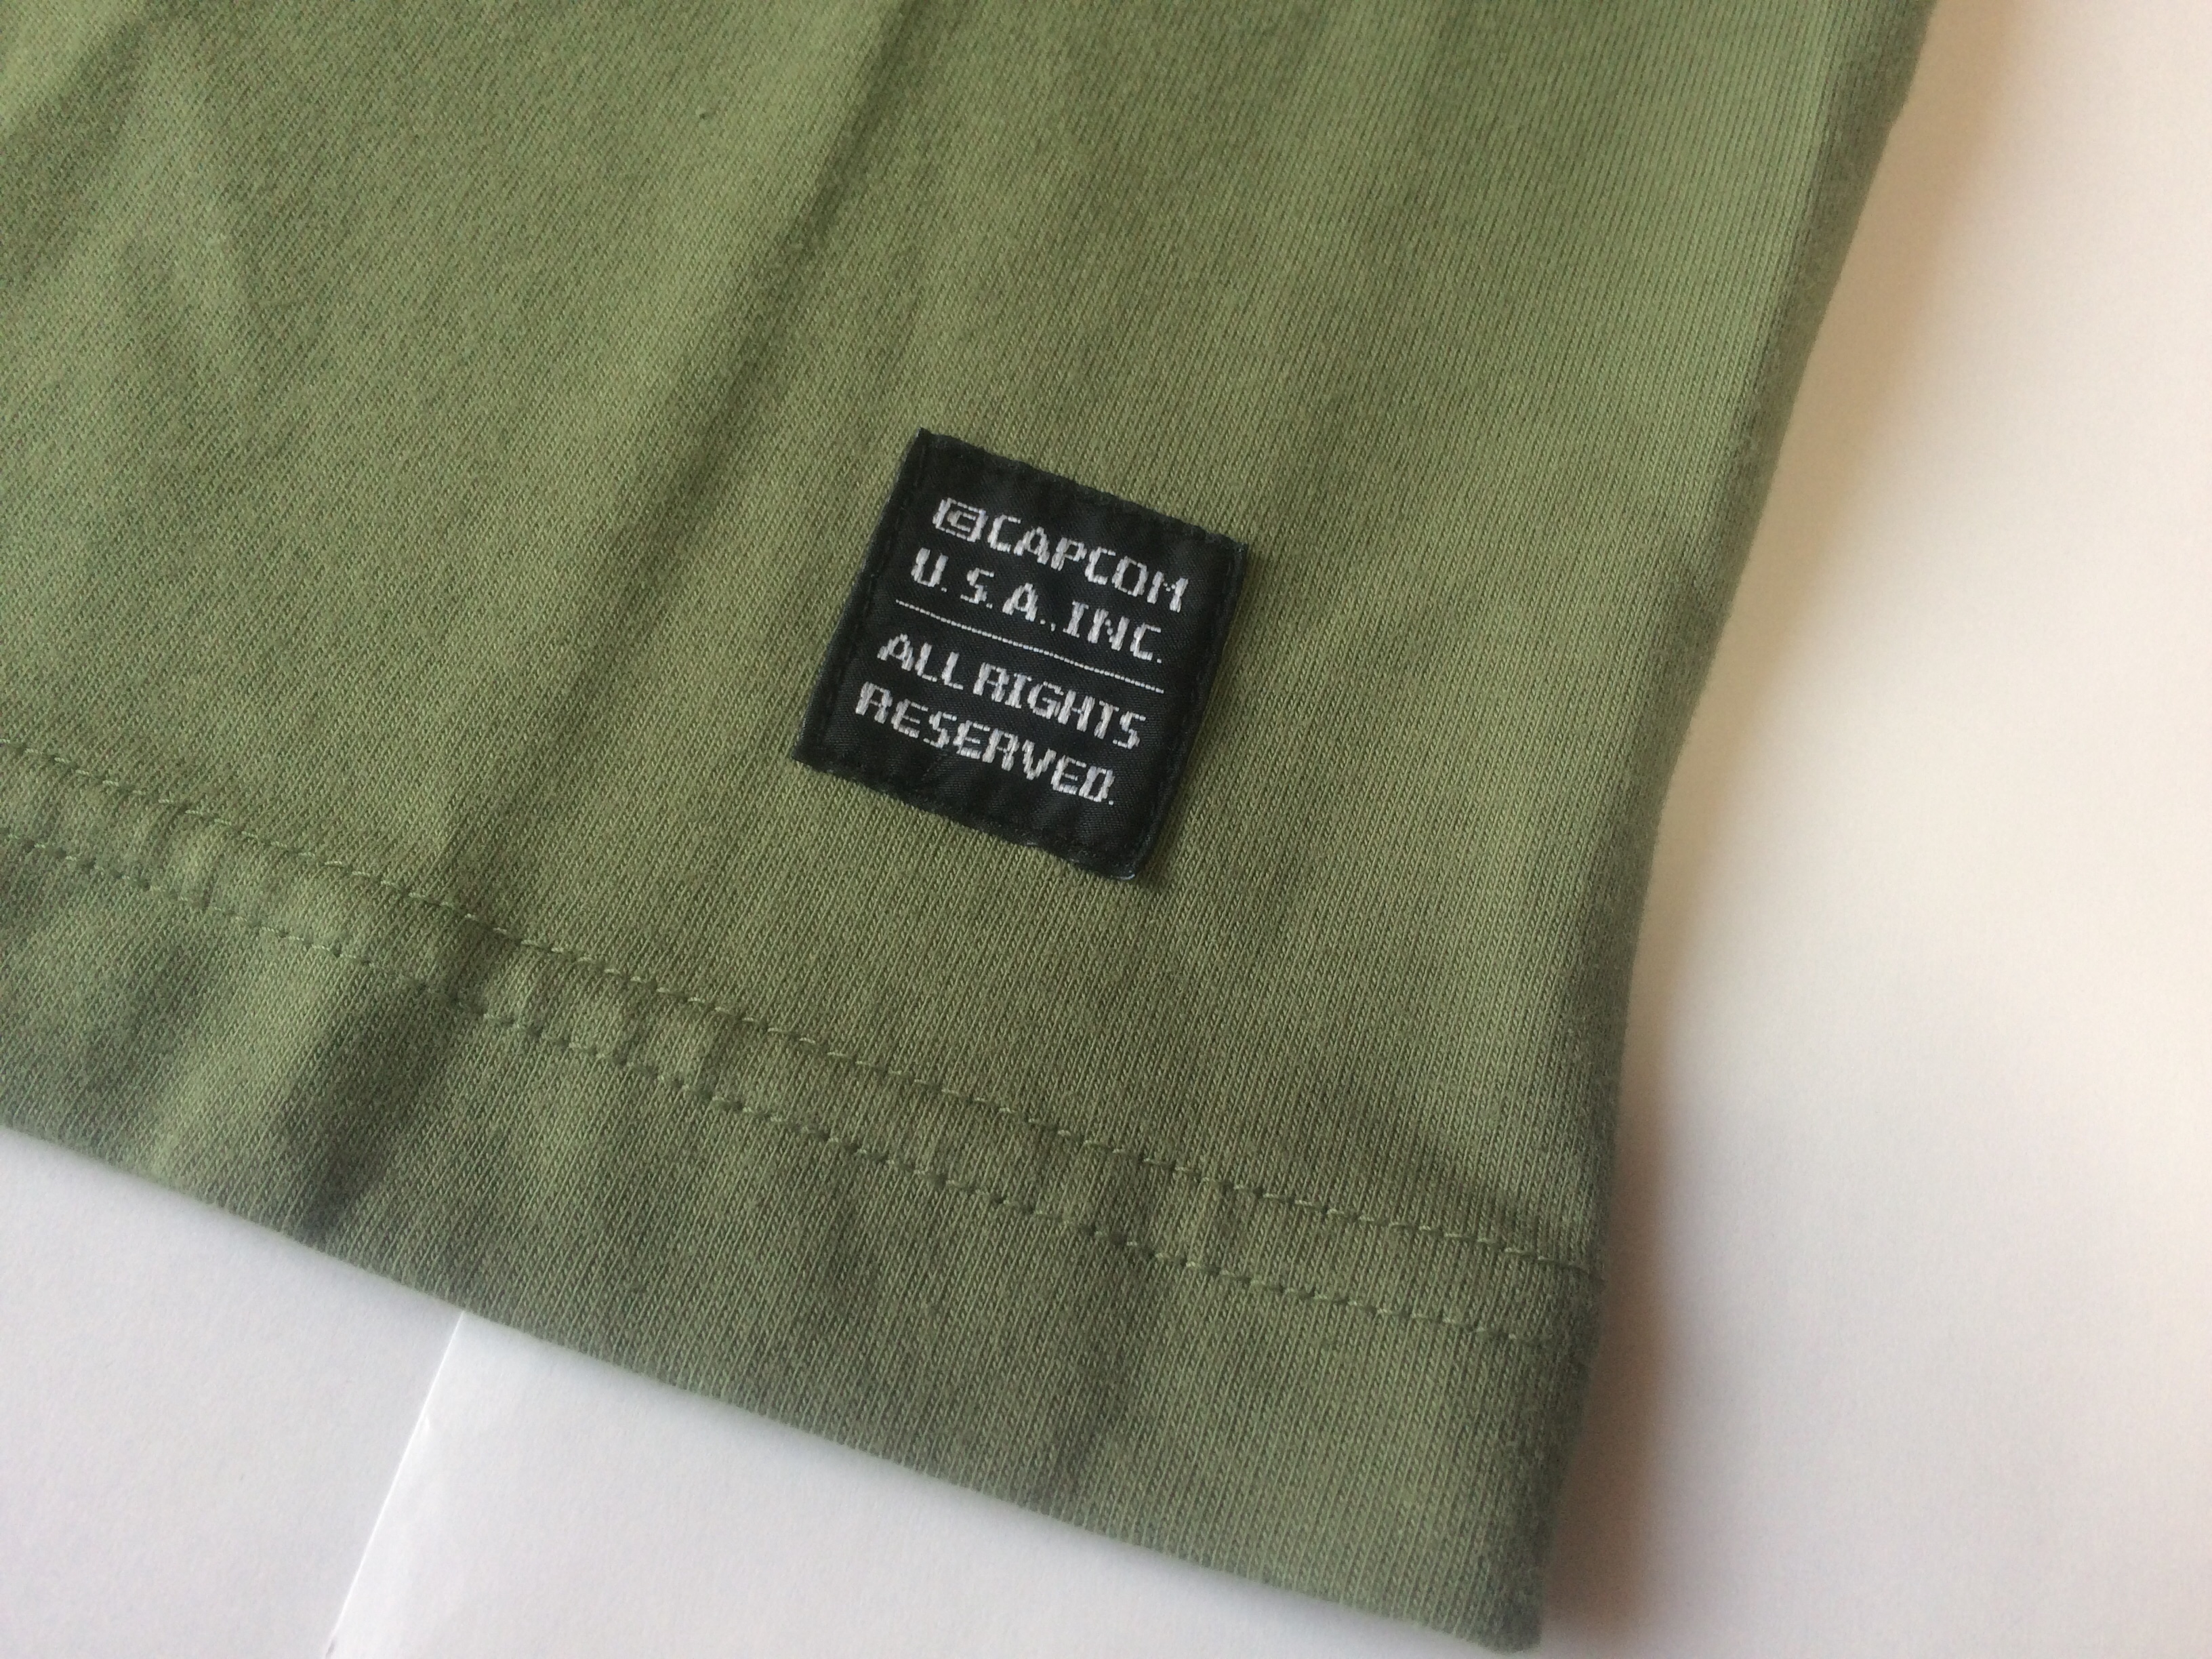 ©CAPCOM
U.S.A., INC.
ALL RIGHTS
RESERVED.